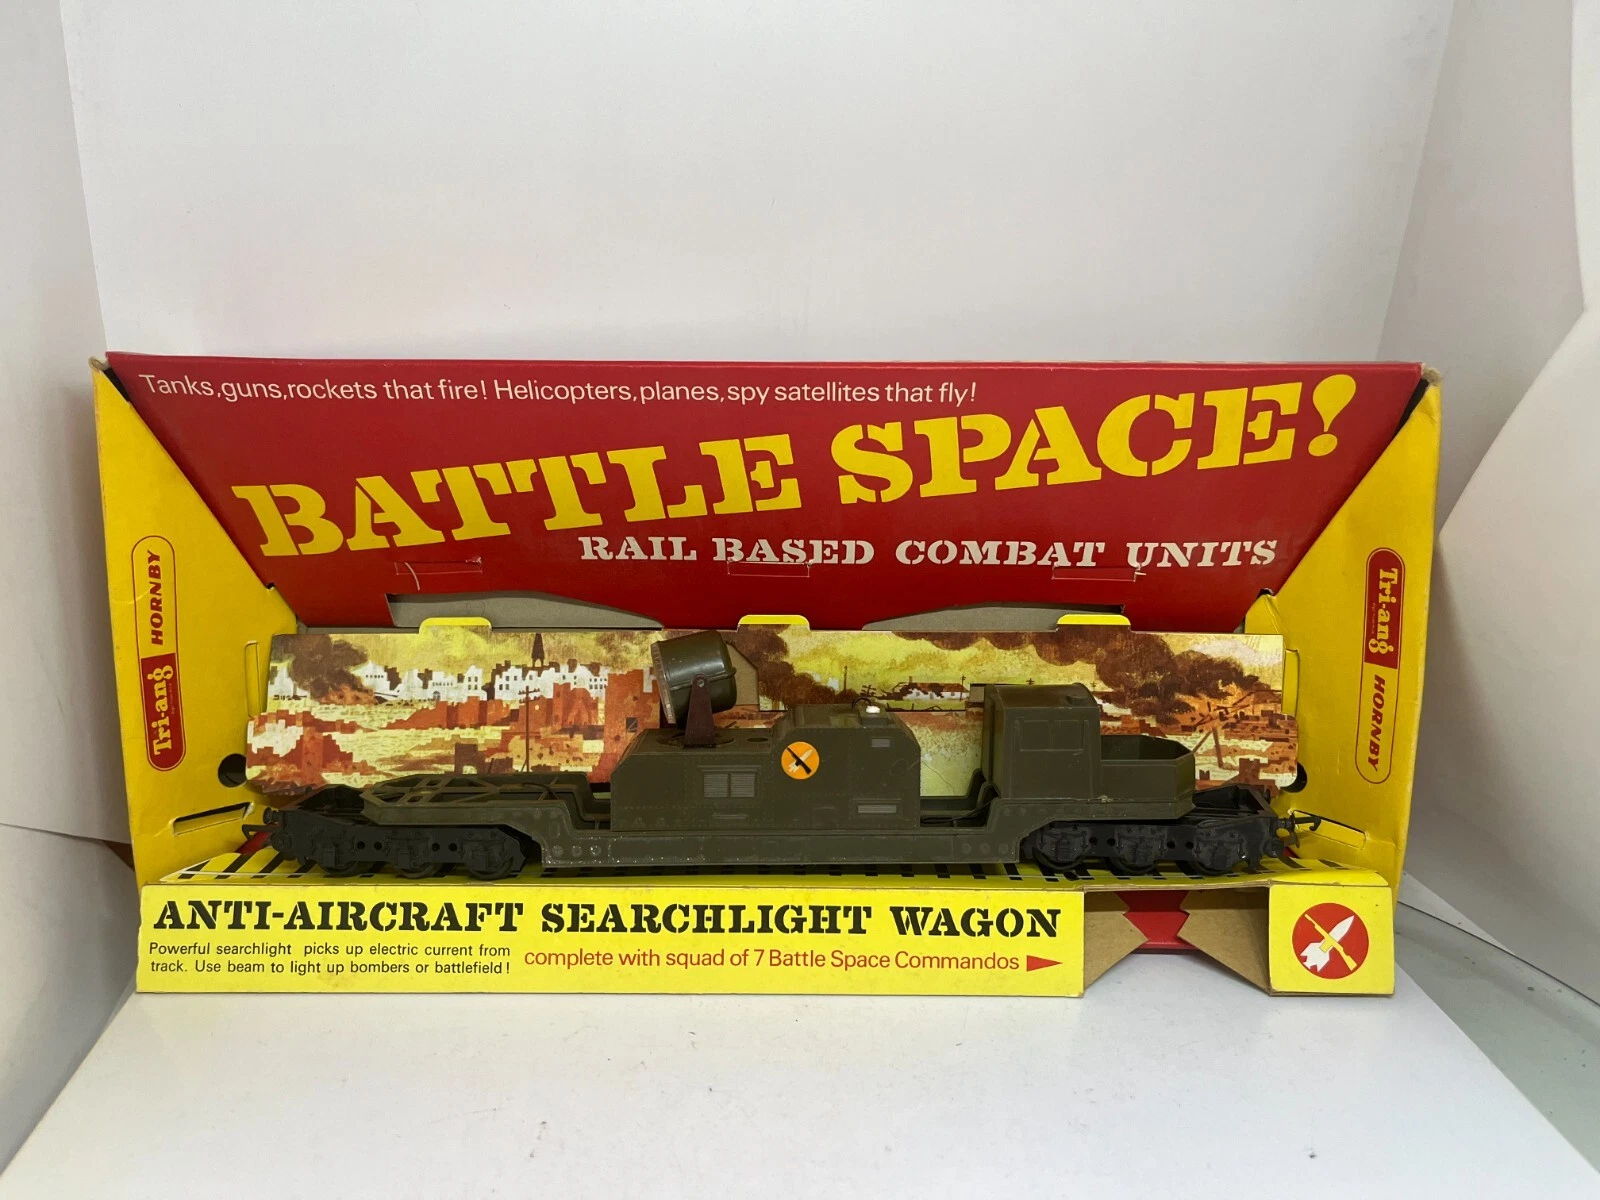 Tanks, guns, rockets that fire! Helicopters, planes, spy satellites that fly!
BATTLE SPACE!
RAIL BASED COMBAT UNITS
Tri-ang HORNBY
Tri-ang HORNBY
ANTI-AIRCRAFT SEARCHLIGHT WAGON
Powerful searchlight picks up electric current from
track. Use beam to light up bombers or battlefield!
complete with squad of 7 Battle Space Commandos